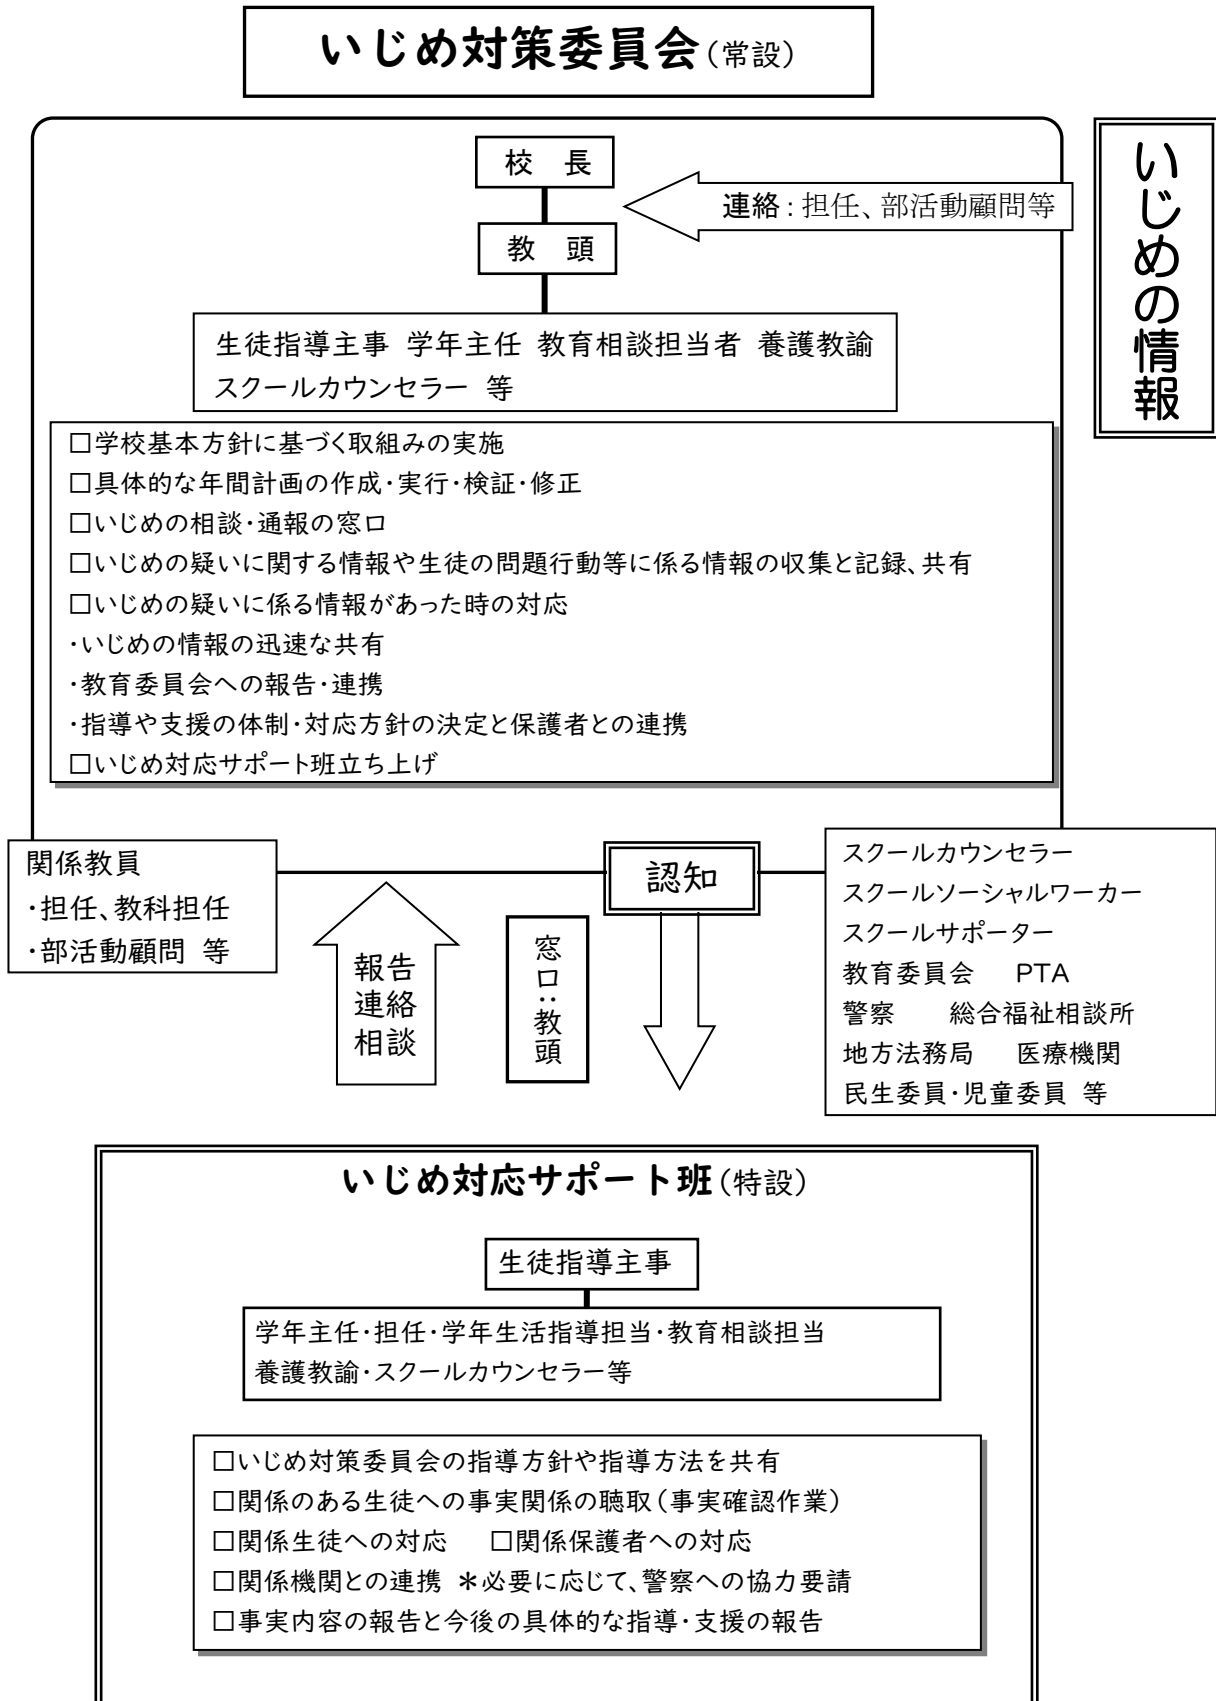 いじめ対策委員会(常設)
校　長
連絡:担任、部活動顧問等
いじめの情報
教　頭
生徒指導主事 学年主任 教育相談担当者 養護教諭
スクールカウンセラー 等
□学校基本方針に基づく取組みの実施
□具体的な年間計画の作成・実行・検証・修正
□いじめの相談・通報の窓口
□いじめの疑いに関する情報や生徒の問題行動等に係る情報の収集と記録、共有
□いじめの疑いに係る情報があった時の対応
・いじめの情報の迅速な共有
・教育委員会への報告・連携
・指導や支援の体制・対応方針の決定と保護者との連携
□いじめ対応サポート班立ち上げ
関係教員
・担任、教科担任
・部活動顧問 等
報告
連絡
相談
窓口:教頭
認知
スクールカウンセラー
スクールソーシャルワーカー
スクールサポーター
教育委員会　PTA
警察　総合福祉相談所
地方法務局　医療機関
民生委員・児童委員 等
いじめ対応サポート班(特設)
生徒指導主事
学年主任・担任・学年生活指導担当・教育相談担当
養護教諭・スクールカウンセラー等
□いじめ対策委員会の指導方針や指導方法を共有
□関係のある生徒への事実関係の聴取(事実確認作業)
□関係生徒への対応　□関係保護者への対応
□関係機関との連携 *必要に応じて、警察への協力要請
□事実内容の報告と今後の具体的な指導・支援の報告